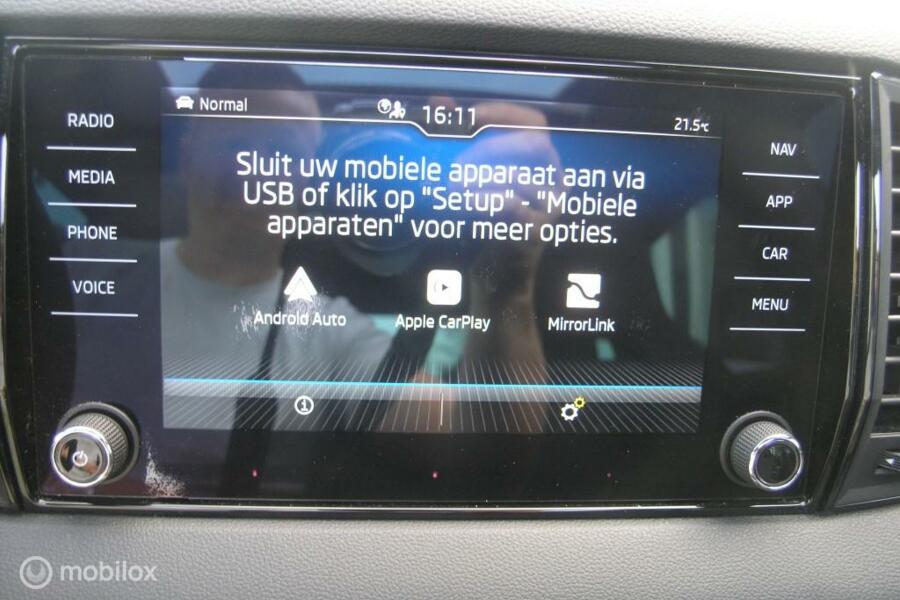 Normal
16:11
21.5°C
RADIO
MEDIA
PHONE
VOICE
Sluit uw mobiele apparaat aan via
USB of klik op "Setup" - "Mobiele
apparaten" voor meer opties.
Android Auto
Apple CarPlay
MirrorLink
NAV
APP
CAR
MENU
mobilox